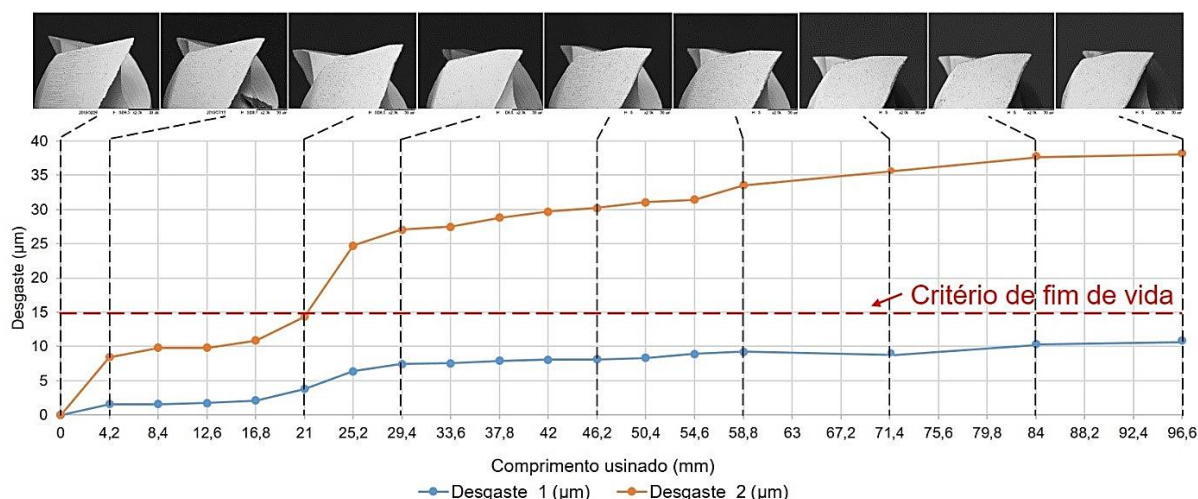 40
35
30
25
20
15
10
5
0
Desgaste (µm)
Critério de fim de vida
0 4,2 8,4 12,6 16,8 21 25,2 29,4 33,6 37,8 42 46,2 50,4 54,6 58,8 63 67,2 71,4 75,6 79,8 84 88,2 92,4 96,6
Comprimento usinado (mm)
Desgaste 1 (µm) Desgaste 2 (µm)